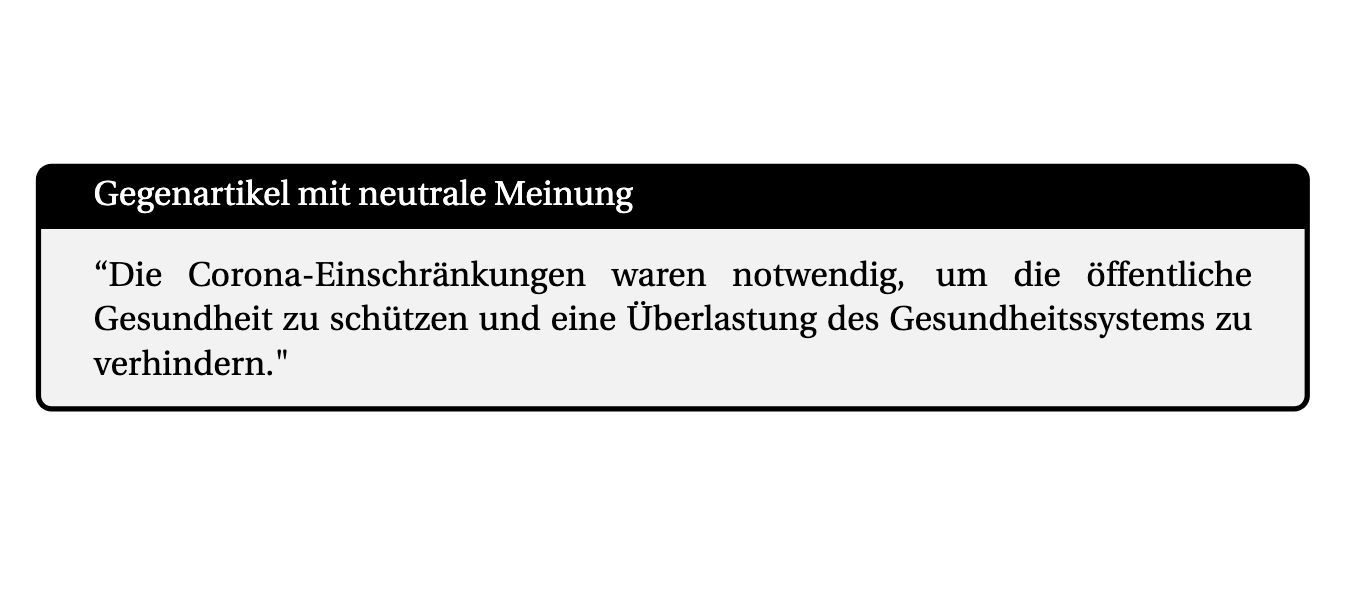 Gegenartikel mit neutrale Meinung
“Die Corona-Einschränkungen waren notwendig, um die öffentliche
Gesundheit zu schützen und eine Überlastung des Gesundheitssystems zu
verhindern."